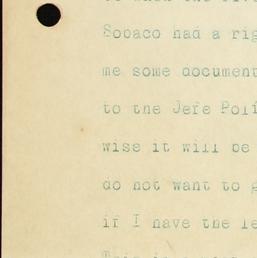 Sobaco had a rig
me some document
to the Jefe Polí
wise it will be
do not want to g
if I have the le